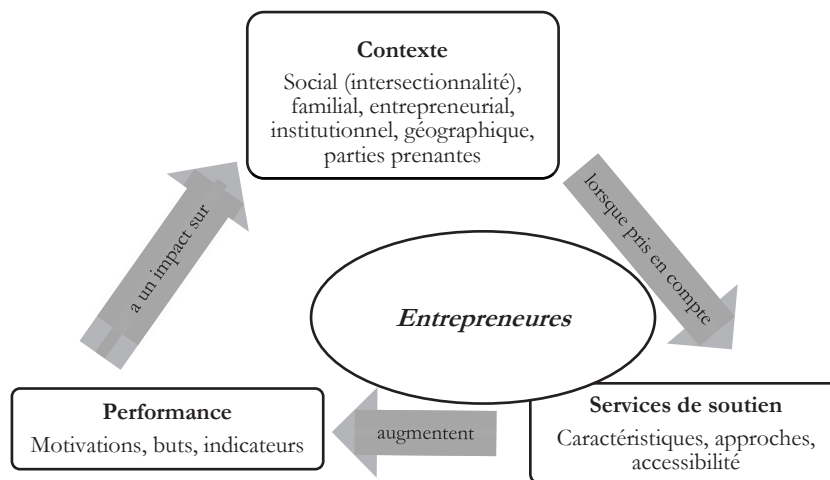 Contexte
Social (intersectionnalité),
familial, entrepreneurial,
institutionnel, géographique,
parties prenantes
lorsque pris en compte
a un impact sur
Entrepreneures
Performance
Motivations, buts, indicateurs
augmentent
Services de soutien
Caractéristiques, approches,
accessibilité